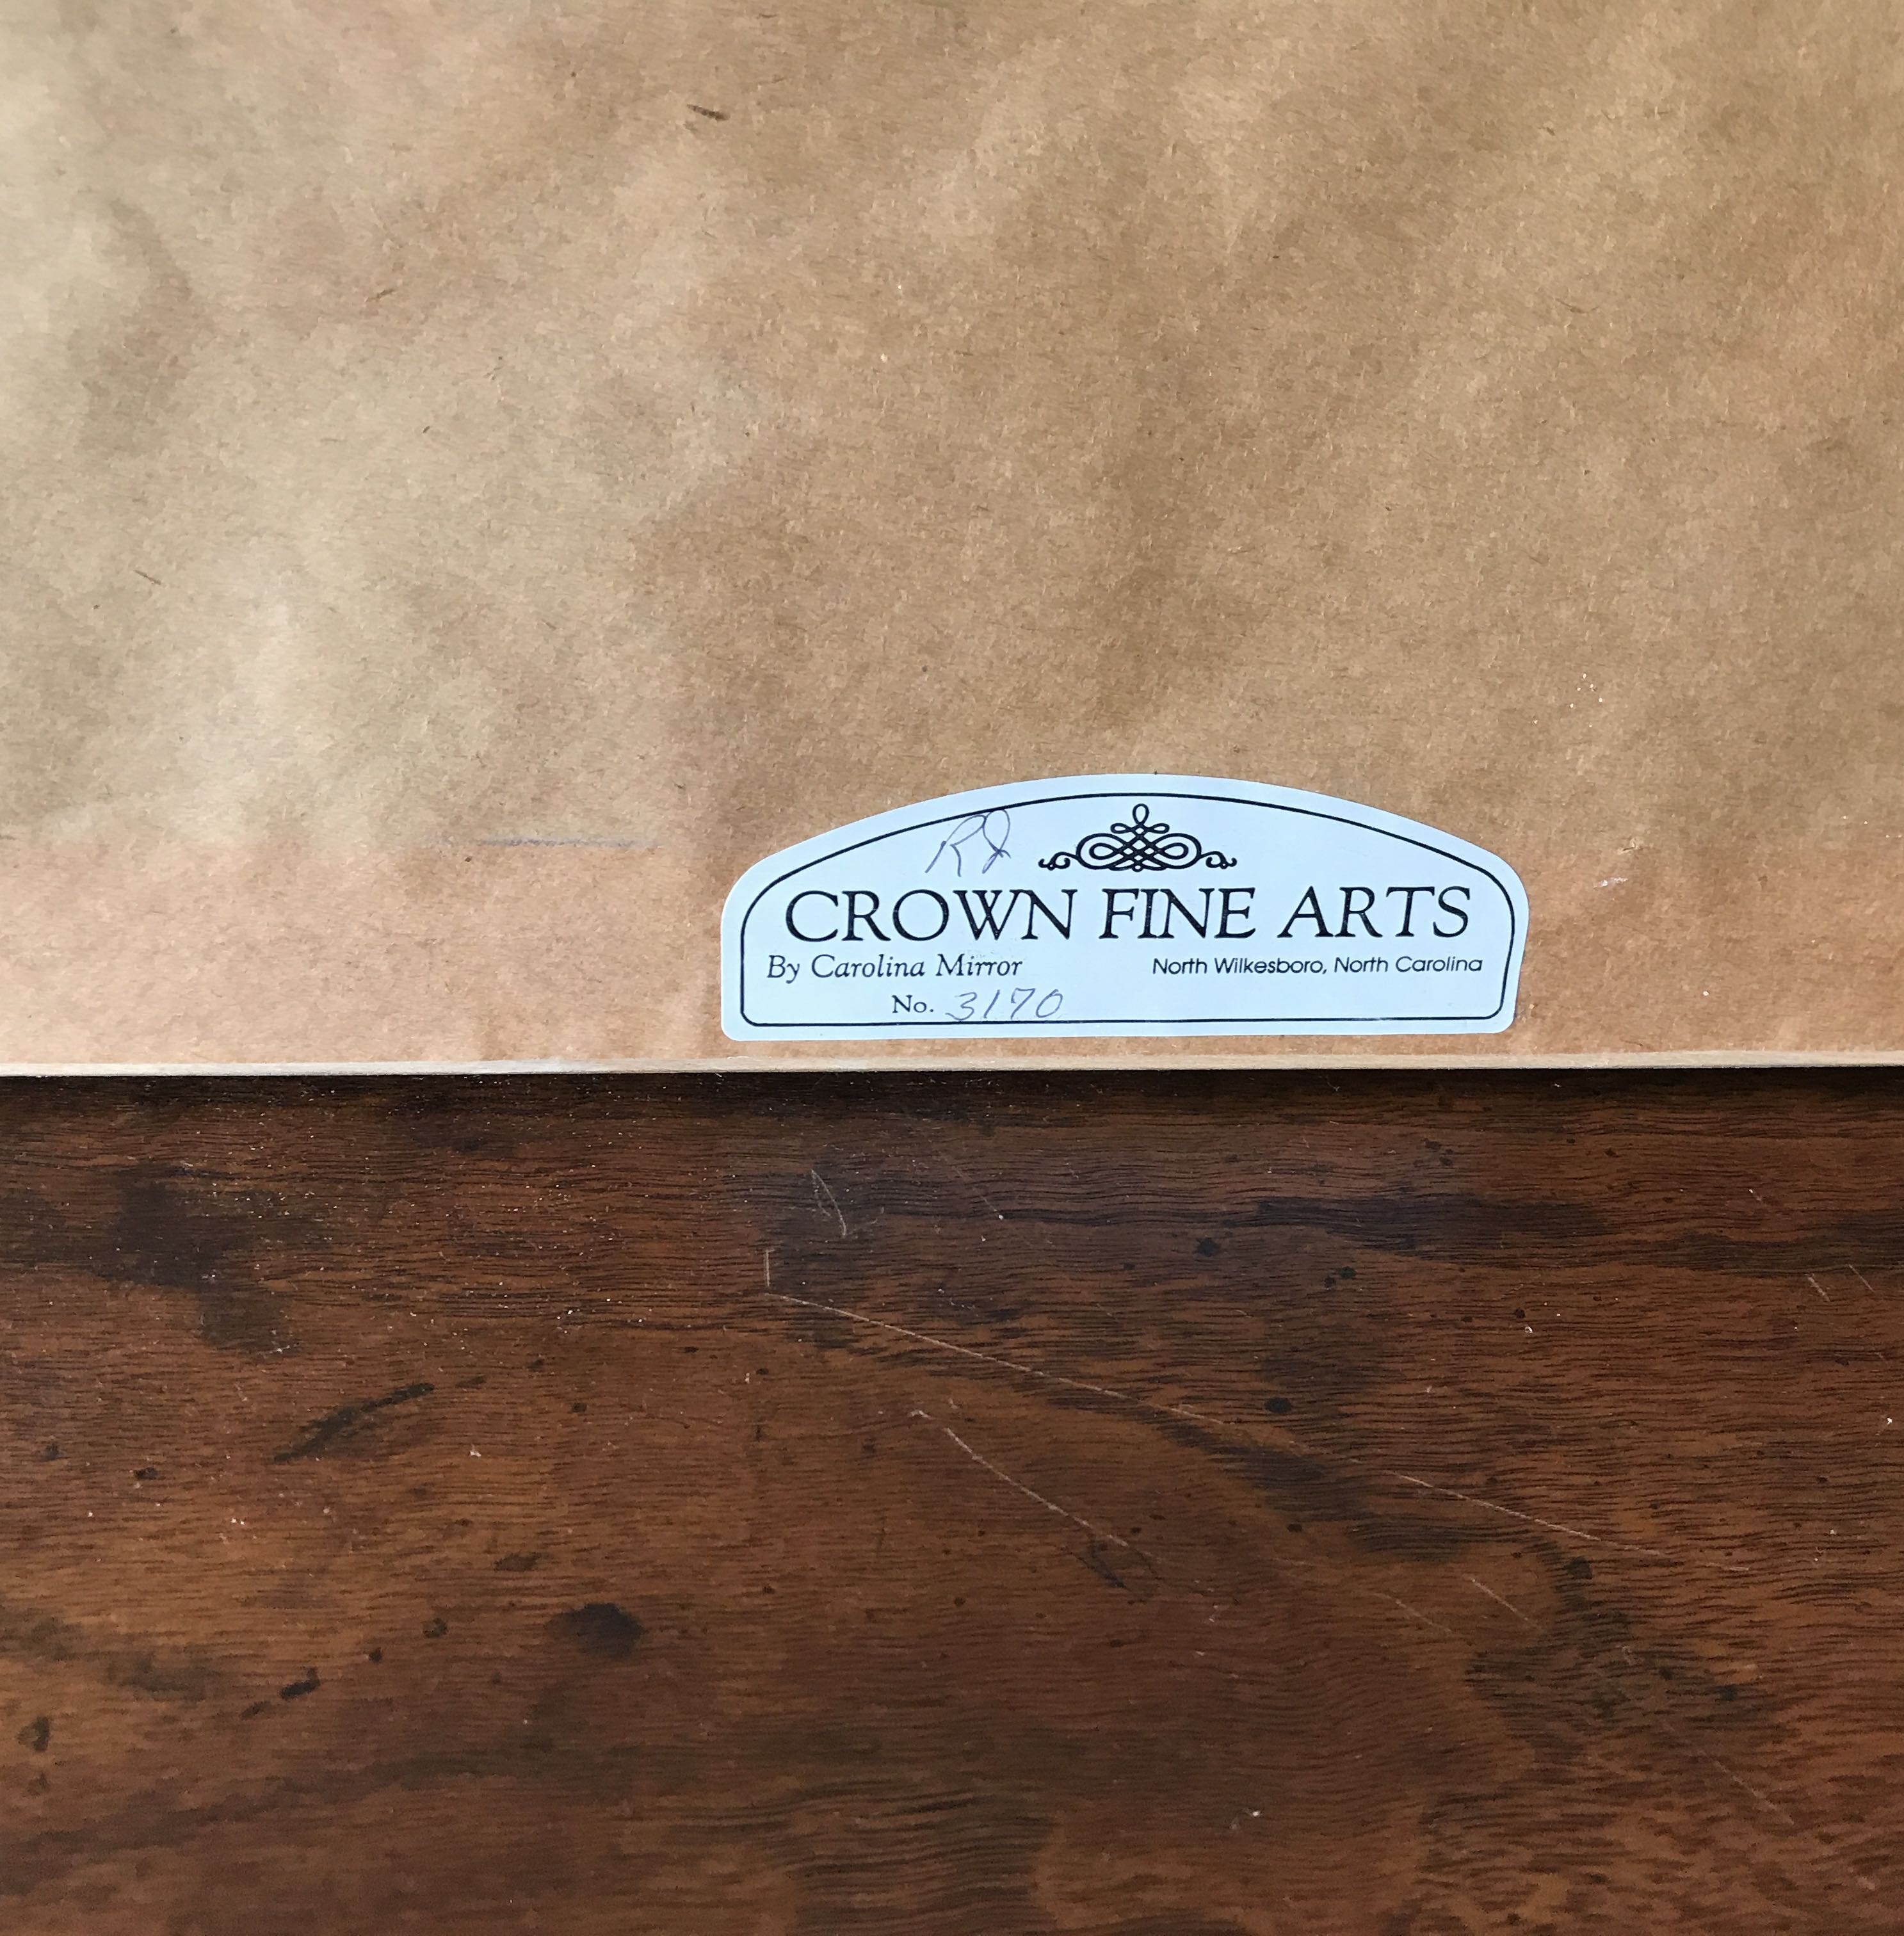 CROWN FINE ARTS
By Carolina Mirror North Wilkesboro, North Carolina
No. 3170